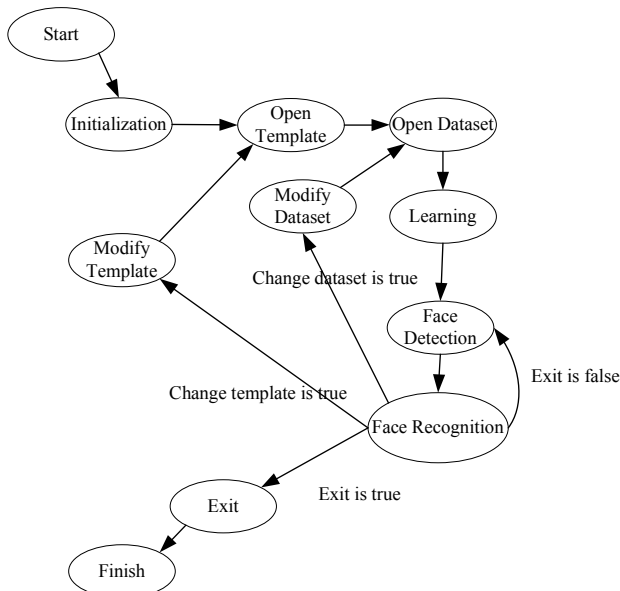 Start
Initialization
Open
Template
Open Dataset
Modify
Dataset
Learning
Modify
Template
Change dataset is true
Face
Detection
Exit is false
Change template is true
Face Recognition
Exit is true
Exit
Finish